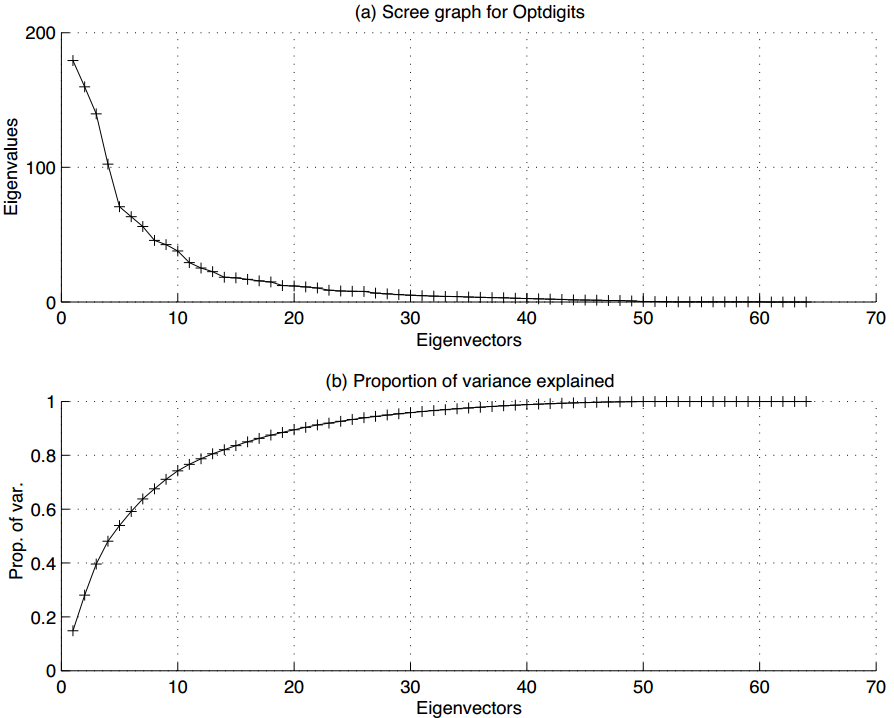 (a) Scree graph for Optdigits
200
100
0
Eigenvalues
0 10 20 30 40 50 60 70
Eigenvectors
(b) Proportion of variance explained
1
0.8
0.6
0.4
0.2
0
Prop. of var.
0 10 20 30 40 50 60 70
Eigenvectors